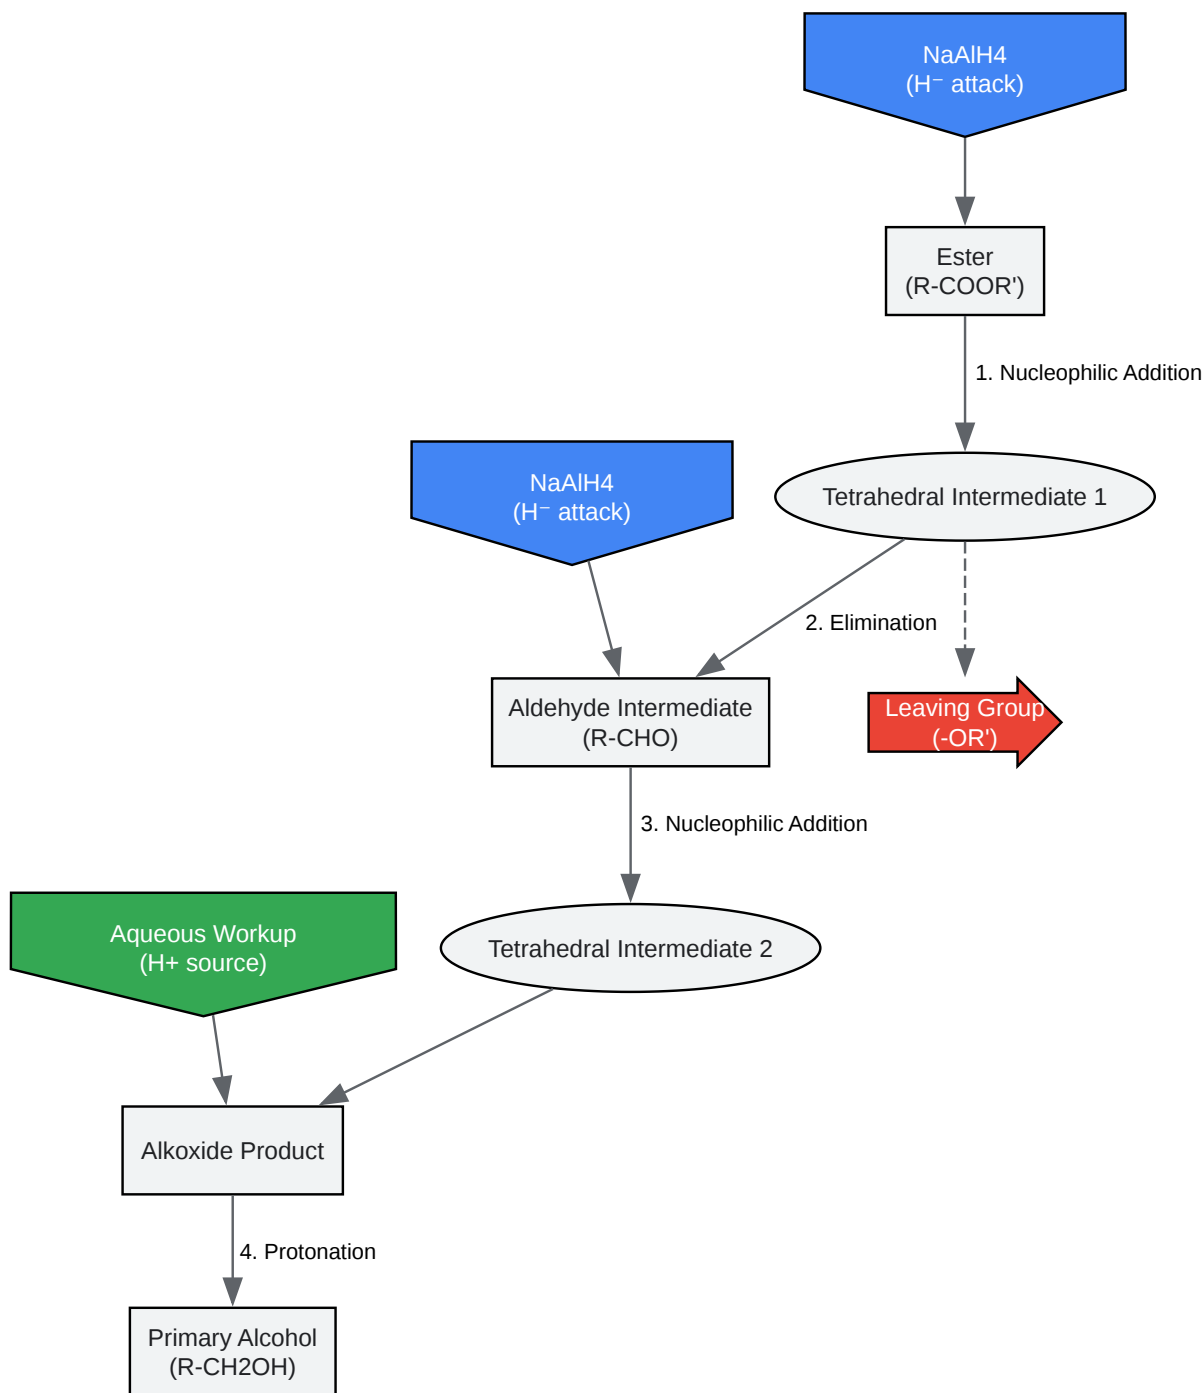 NaAlH4
(H⁻ attack)
Ester
(R-COOR')
1. Nucleophilic Addition
NaAlH4
(H⁻ attack)
Tetrahedral Intermediate 1
2. Elimination
Aldehyde Intermediate
(R-CHO)
Leaving Group
(-OR')
3. Nucleophilic Addition
Aqueous Workup
(H+ source)
Tetrahedral Intermediate 2
Alkoxide Product
4. Protonation
Primary Alcohol
(R-CH2OH)